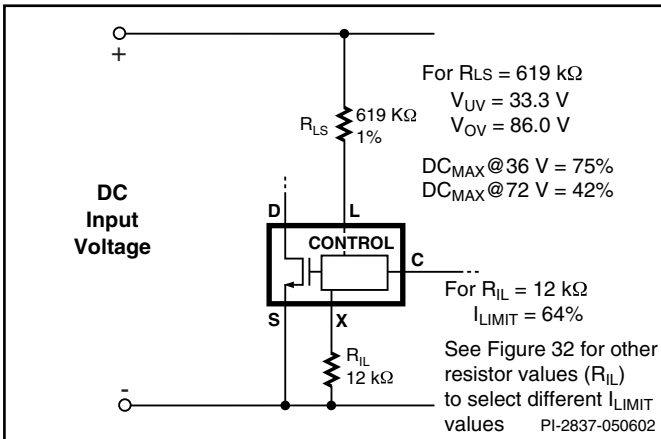 +
For RLS = 619 kΩ
VUV = 33.3 V
VOV = 86.0 V
DCMAX@36 V = 75%
DCMAX@72 V = 42%
RLS
619 KΩ
1%
DC
Input
Voltage
D
L
CONTROL
C
S
X
For RIL = 12 kΩ
ILIMIT = 64%
See Figure 32 for other
resistor values (RIL)
to select different ILIMIT
values
RIL
12 kΩ
-
PI-2837-050602